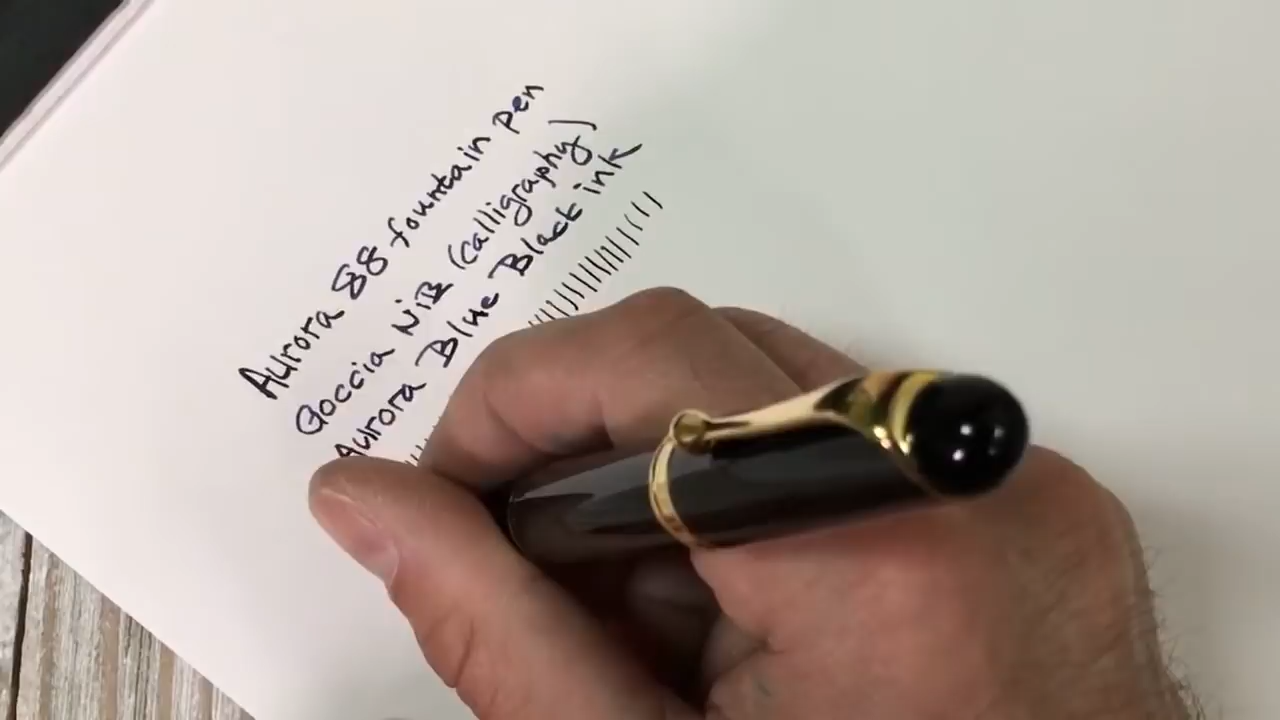 Aurora 88 fountain pen
Goccia NiB (calligraphy)
Aurora Blue Black ink